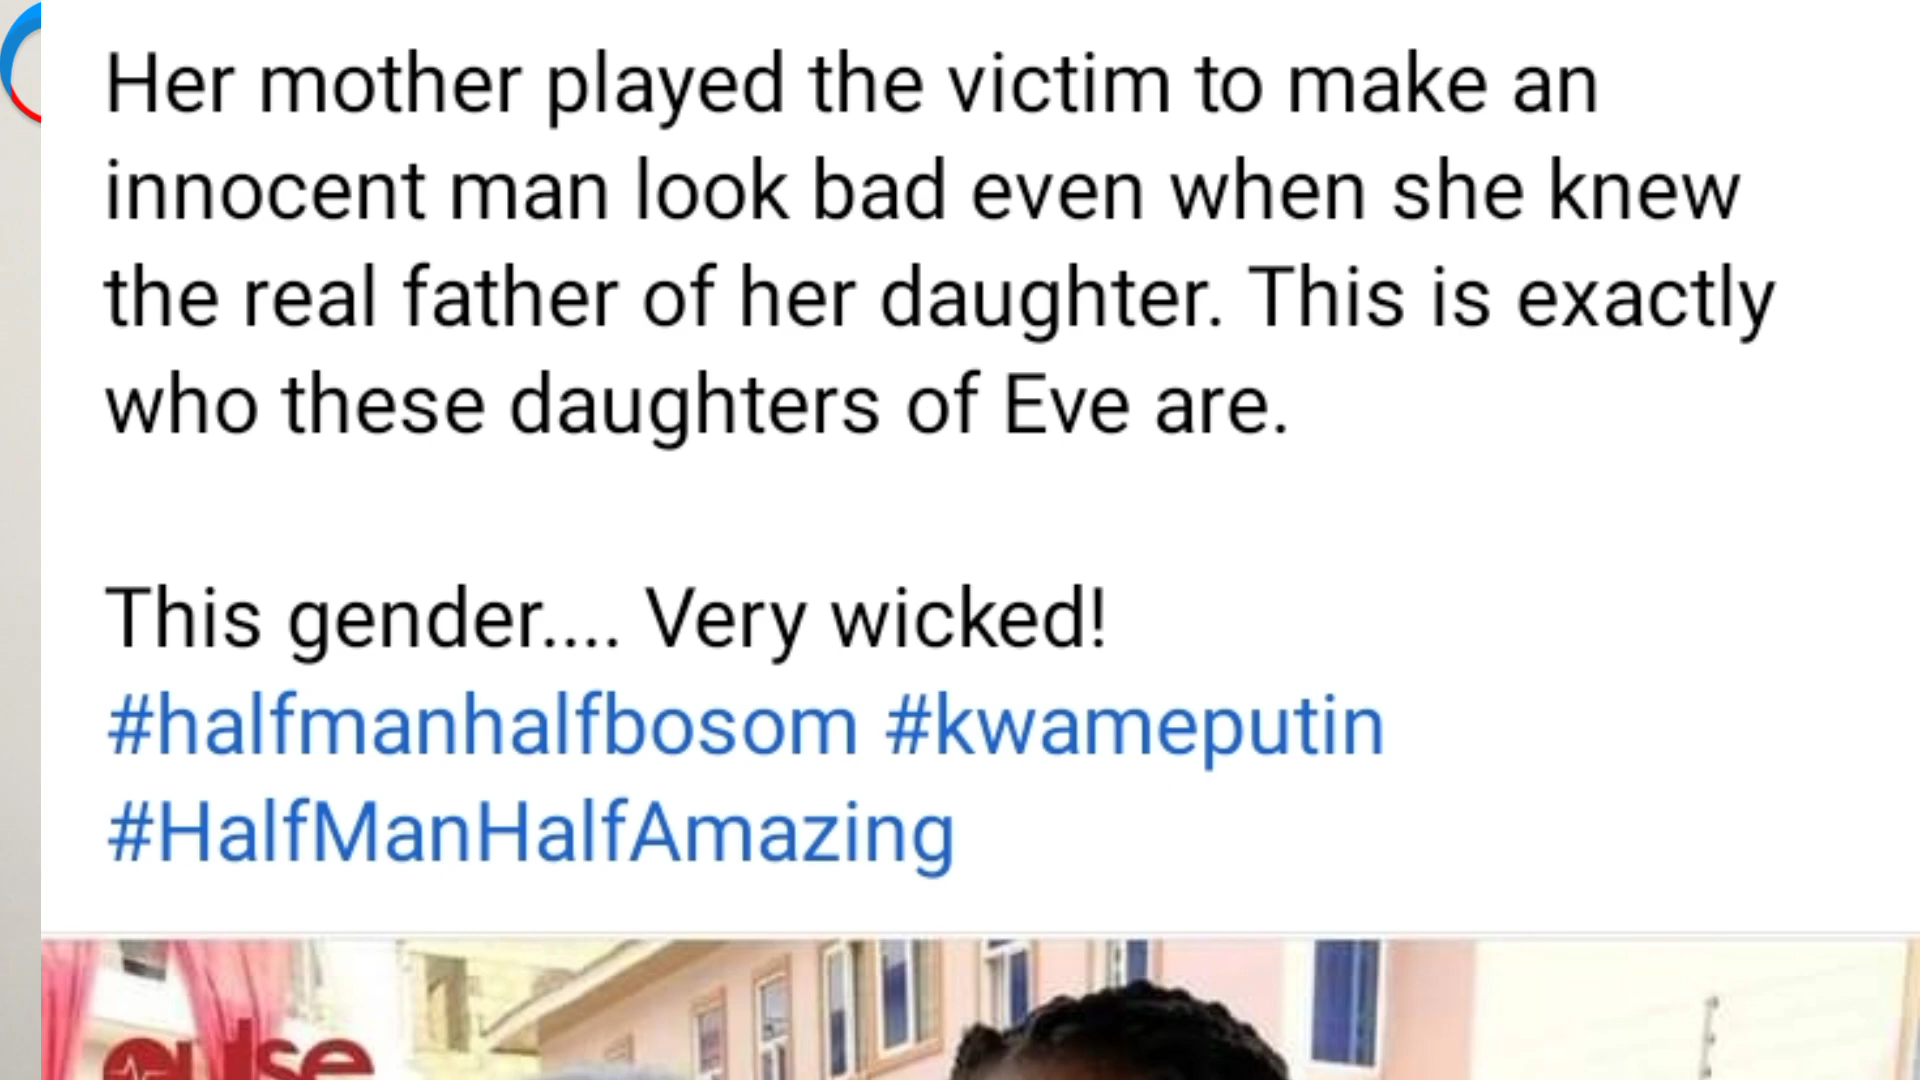 Her mother played the victim to make an
innocent man look bad even when she knew
the real father of her daughter. This is exactly
who these daughters of Eve are.
This gender.... Very wicked!
#halfmanhalfbosom #kwameputin
#HalfManHalfAmazing
pulse